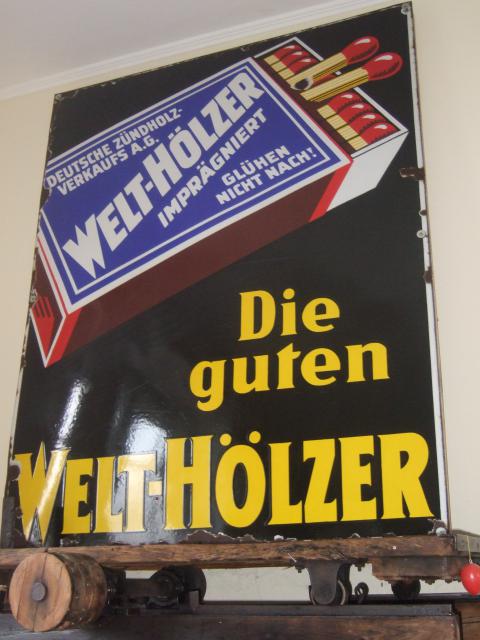 DEUTSCHE ZÜNDHOLZ-
VERKAUFS A.G.
WELT-HÖLZER
IMPRÄGNIERT
GLÜHEN
NICHT NACH!
Die
guten
WELT-HÖLZER